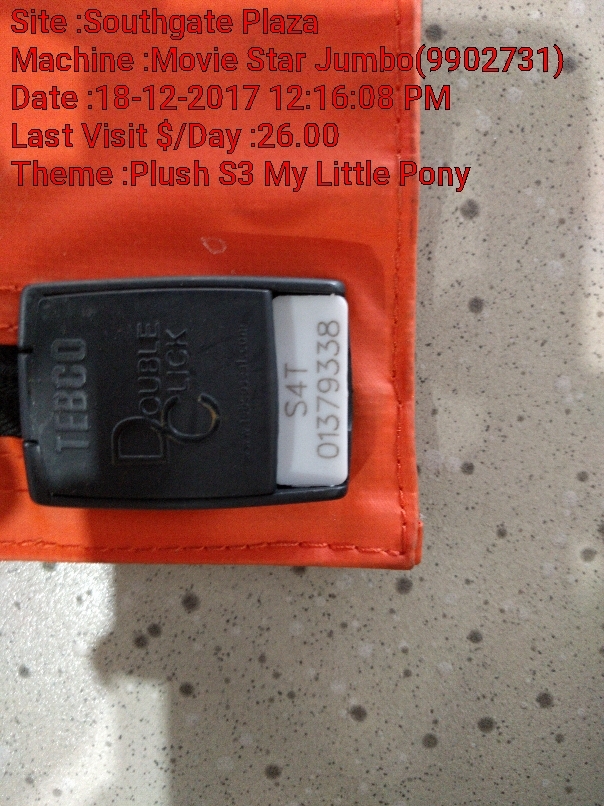 Site :Southgate Plaza
Machine :Movie Star Jumbo(9902731)
Date :18-12-2017 12:16:08 PM
Last Visit $/Day :26.00
Theme :Plush S3 My Little Pony
TEBCO
DOUBLE
CLICK
S4T
01379338